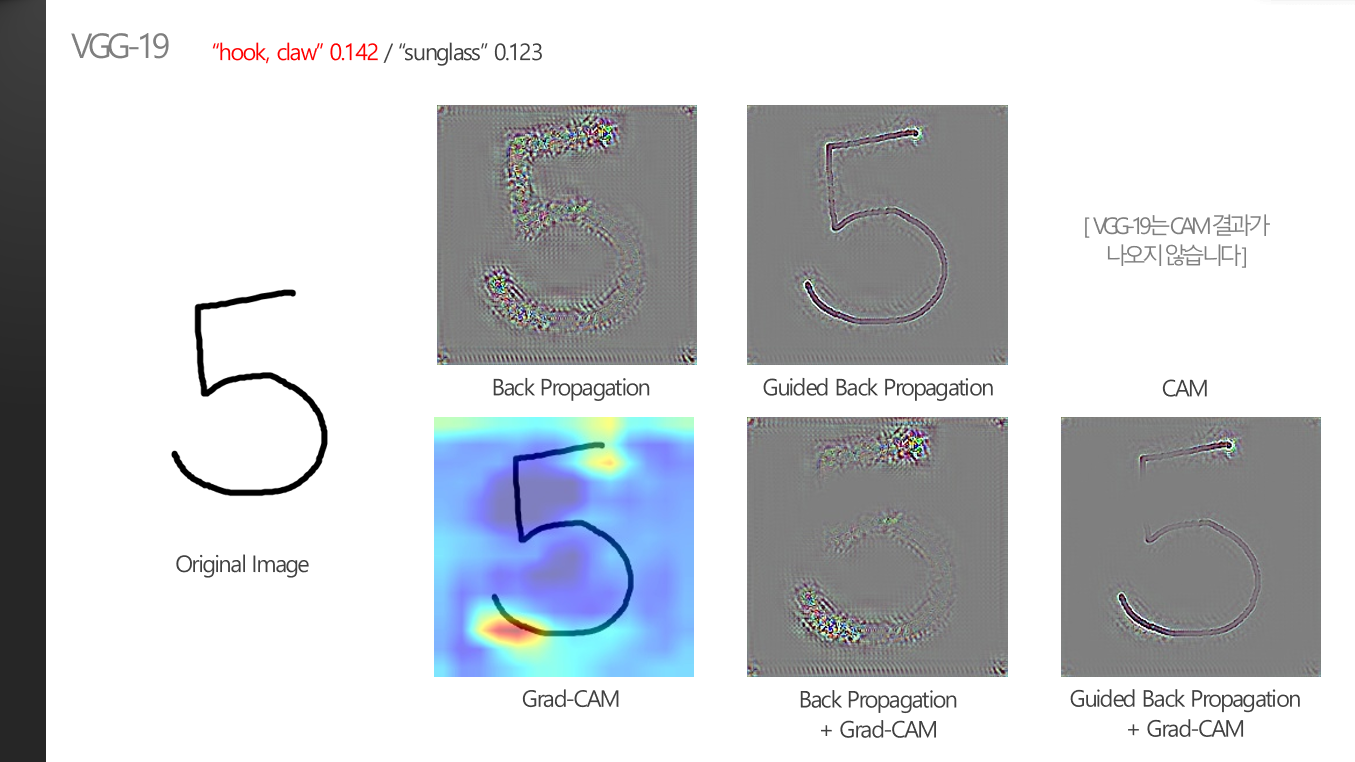 VGG-19
“hook, claw” 0.142 / “sunglass” 0.123
[ VGG-19는 CAM 결과가
나오지 않습니다 ]
Back Propagation
Guided Back Propagation
CAM
Original Image
Grad-CAM
Back Propagation
+ Grad-CAM
Guided Back Propagation
+ Grad-CAM